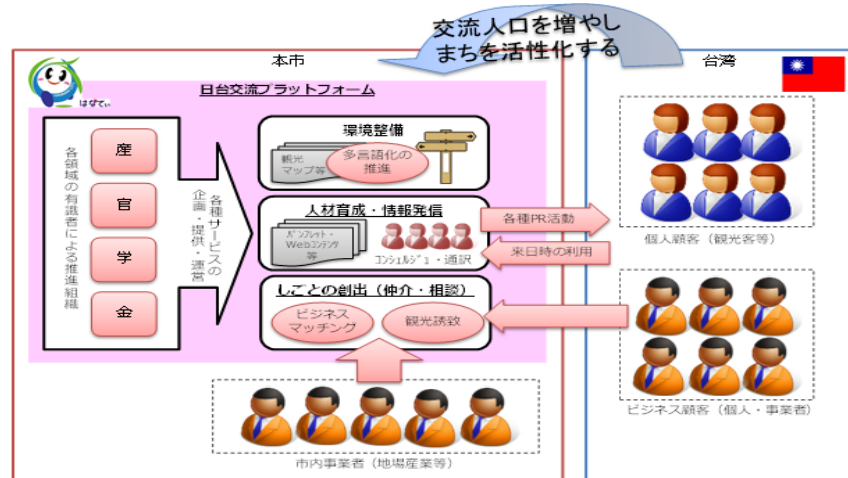 交流人口を増やし
まちを活性化する
本市
台湾
はなてぃ
日台交流プラットフォーム
各領域の有識者による推進組織
産
官
学
金
各種サービスの
企画・提供・運営
環境整備
観光
マップ等
多言語化の
推進
人材育成・情報発信
パンフレット・
Webコンテンツ
等
コンシェルジュ・通訳
しごとの創出（仲介・相談）
ビジネス
マッチング
観光誘致
各種PR活動
来日時の利用
個人顧客（観光客等）
ビジネス顧客（個人・事業者）
市内事業者（地場産業等）